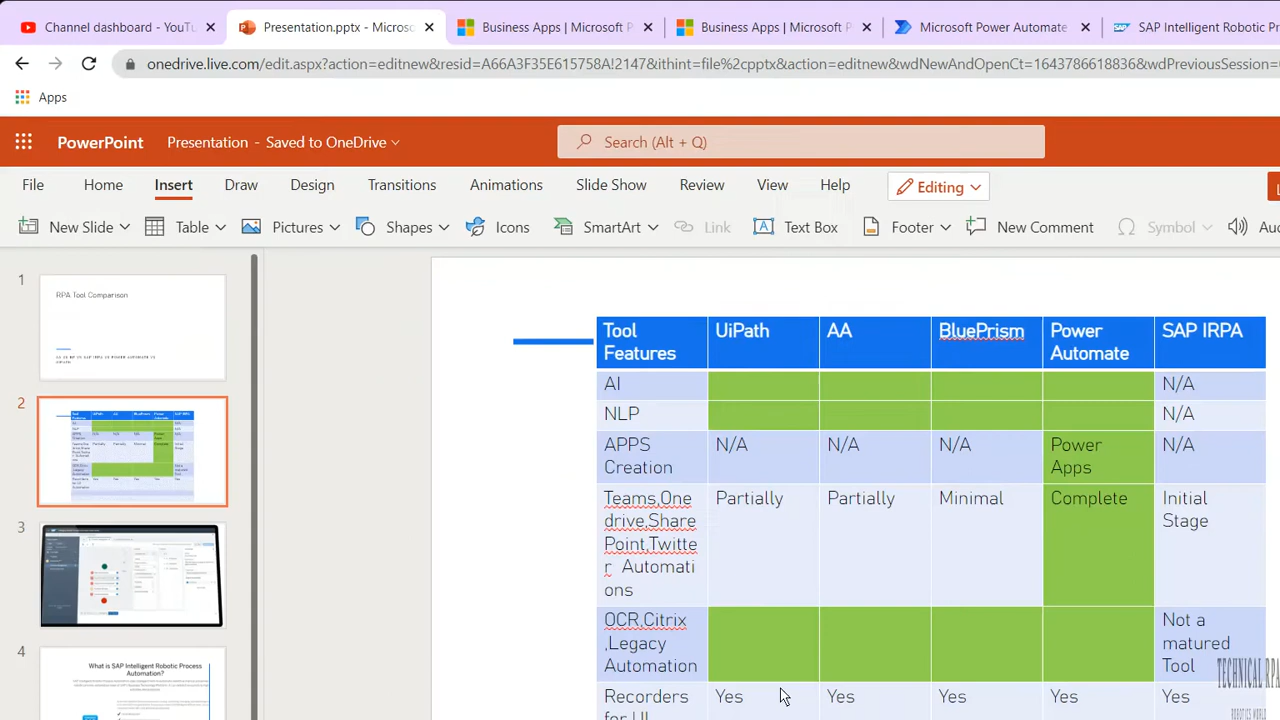 Channel dashboard - YouTu
Presentation.pptx - Microso
Business Apps | Microsoft P
Business Apps | Microsoft P
Microsoft Power Automate
SAP Intelligent Robotic Pr
onedrive.live.com/edit.aspx?action=editnew&resid=A66A3F35E615758A!2147&ithint=file%2cpptx&action=editnew&wdNewAndOpenCt=1643786618836&wdPreviousSession=
Apps
PowerPoint Presentation - Saved to OneDrive
Search (Alt + Q)
File Home Insert Draw Design Transitions Animations Slide Show Review View Help Editing
New Slide Table Pictures Shapes Icons SmartArt Link Text Box Footer New Comment Symbol Au
1
RPA Tool Comparison
2
3
4
What is SAP Intelligent Robotic Process
Automation?
Tool
Features
UiPath
AA
BluePrism
Power
Automate
SAP IRPA
AI
N/A
NLP
N/A
APPS
Creation
N/A
N/A
N/A
Power
Apps
N/A
Teams,One
drive,Share
Point,Twitte
r Automati
ons
Partially
Partially
Minimal
Complete
Initial
Stage
OCR,Citrix
,Legacy
Automation
Not a
matured
Tool
Recorders
Yes
Yes
Yes
Yes
Yes
TECHNICAL RPA